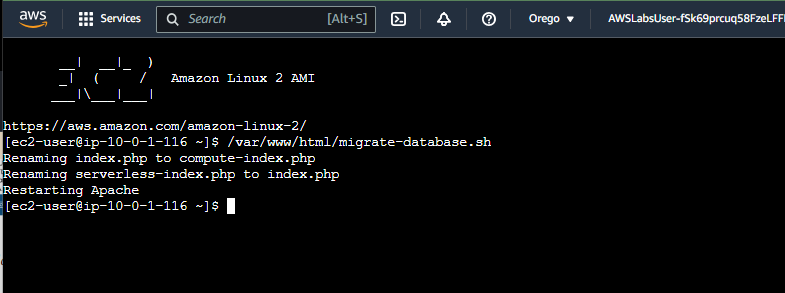 aws Services Search [Alt+S] Orego ▼ AWSLabsUser-fSk69prcuq58FzeLFF
__| __|_ )
_| ( / Amazon Linux 2 AMI
___|\___|___|
https://aws.amazon.com/amazon-linux-2/
[ec2-user@ip-10-0-1-116 ~]$ /var/www/html/migrate-database.sh
Renaming index.php to compute-index.php
Renaming serverless-index.php to index.php
Restarting Apache
[ec2-user@ip-10-0-1-116 ~]$